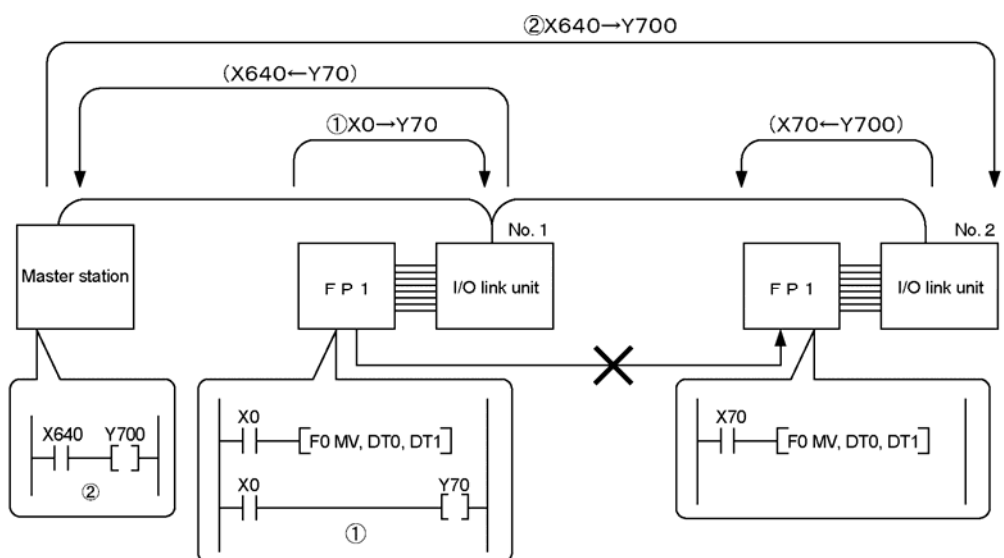 ②X640→Y700
(X640←Y70)
①X0→Y70
(X70←Y700)
No. 1
No. 2
Master station
F P 1
I/O link unit
F P 1
I/O link unit
X640 Y700
②
X0
F0 MV, DT0, DT1
X0 Y70
①
X70
F0 MV, DT0, DT1